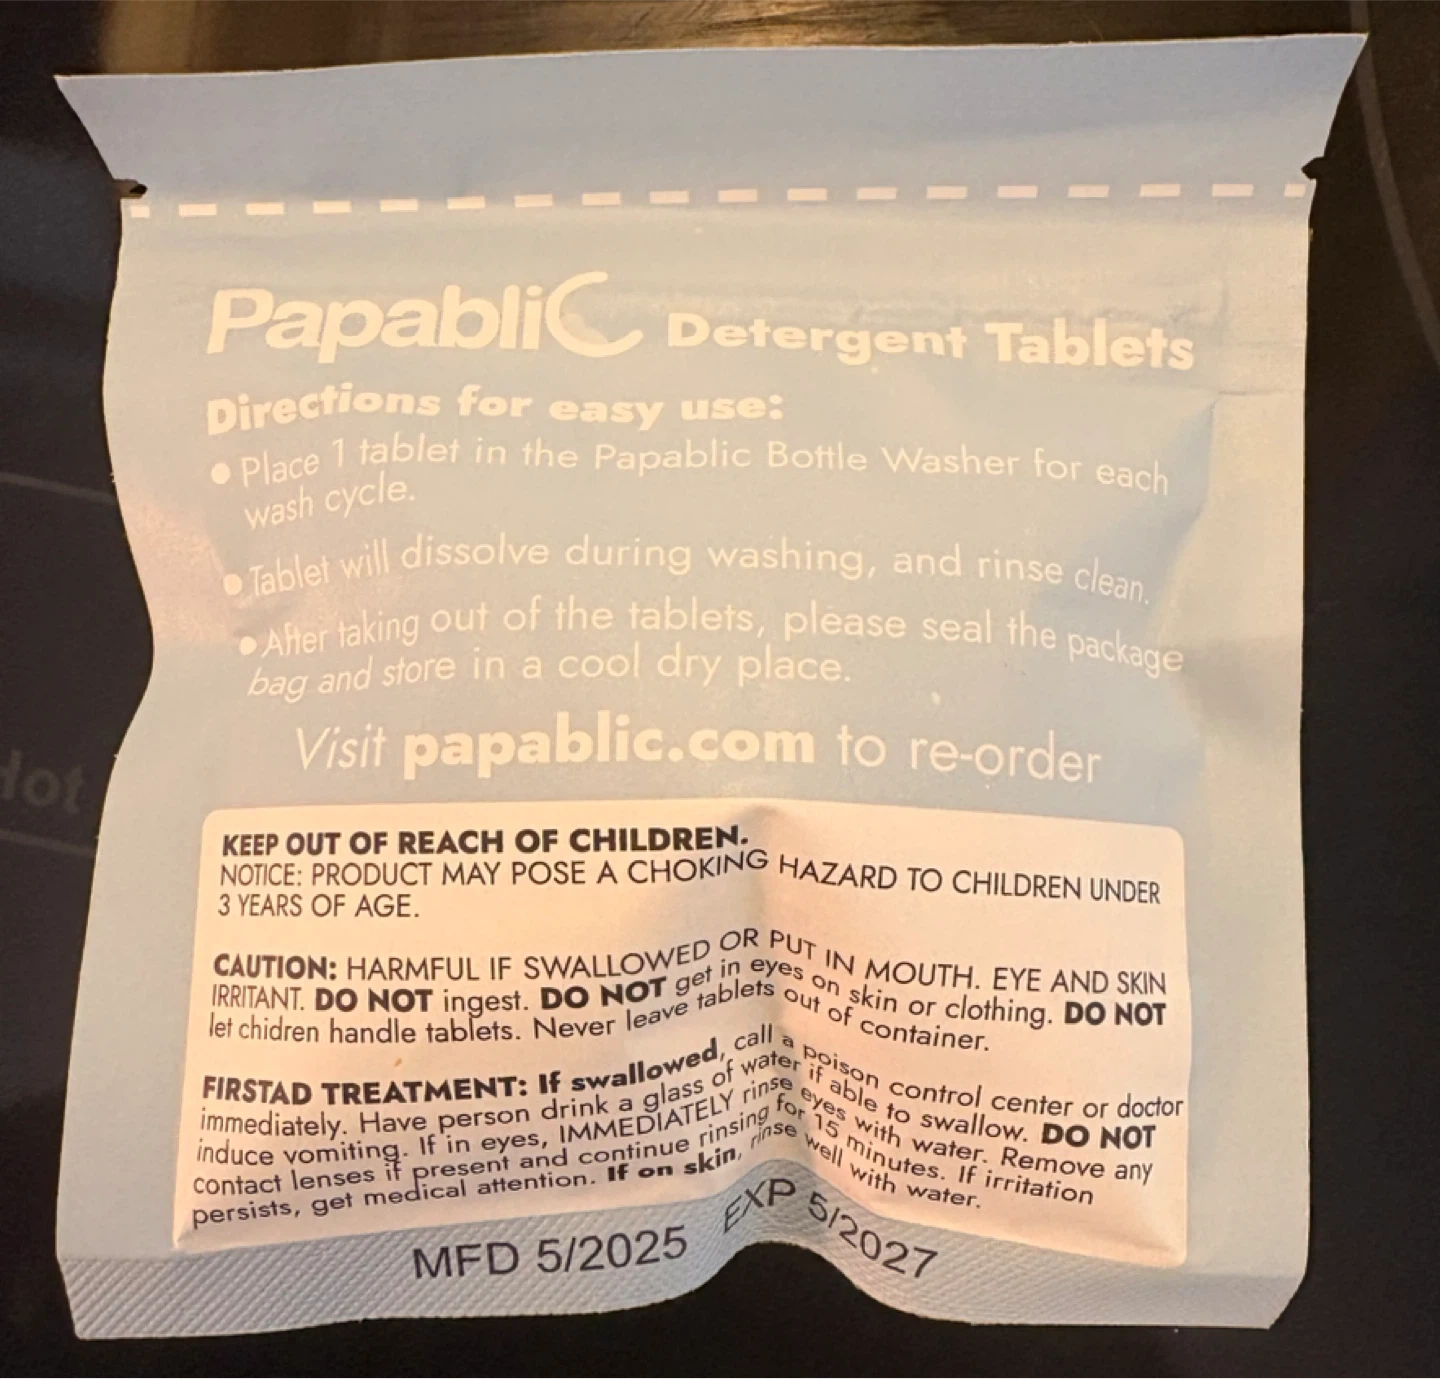 Papablic Detergent Tablets
Directions for easy use:
● Place 1 tablet in the Papablic Bottle Washer for each
wash cycle.
● Tablet will dissolve during washing, and rinse clean.
● After taking out of the tablets, please seal the package
bag and store in a cool dry place.
Visit papablic.com to re-order
KEEP OUT OF REACH OF CHILDREN.
NOTICE: PRODUCT MAY POSE A CHOKING HAZARD TO CHILDREN UNDER
3 YEARS OF AGE.
CAUTION: HARMFUL IF SWALLOWED OR PUT IN MOUTH. EYE AND SKIN
IRRITANT. DO NOT ingest. DO NOT get in eyes on skin or clothing. DO NOT
let chidren handle tablets. Never leave tablets out of container.
FIRSTAD TREATMENT: If swallowed, call a poison control center or doctor
immediately. Have person drink a glass of water if able to swallow. DO NOT
induce vomiting. If in eyes, IMMEDIATELY rinse eyes with water. Remove any
contact lenses if present and continue rinsing for 15 minutes. If irritation
persists, get medical attention. If on skin, rinse well with water.
MFD 5/2025 EXP 5/2027